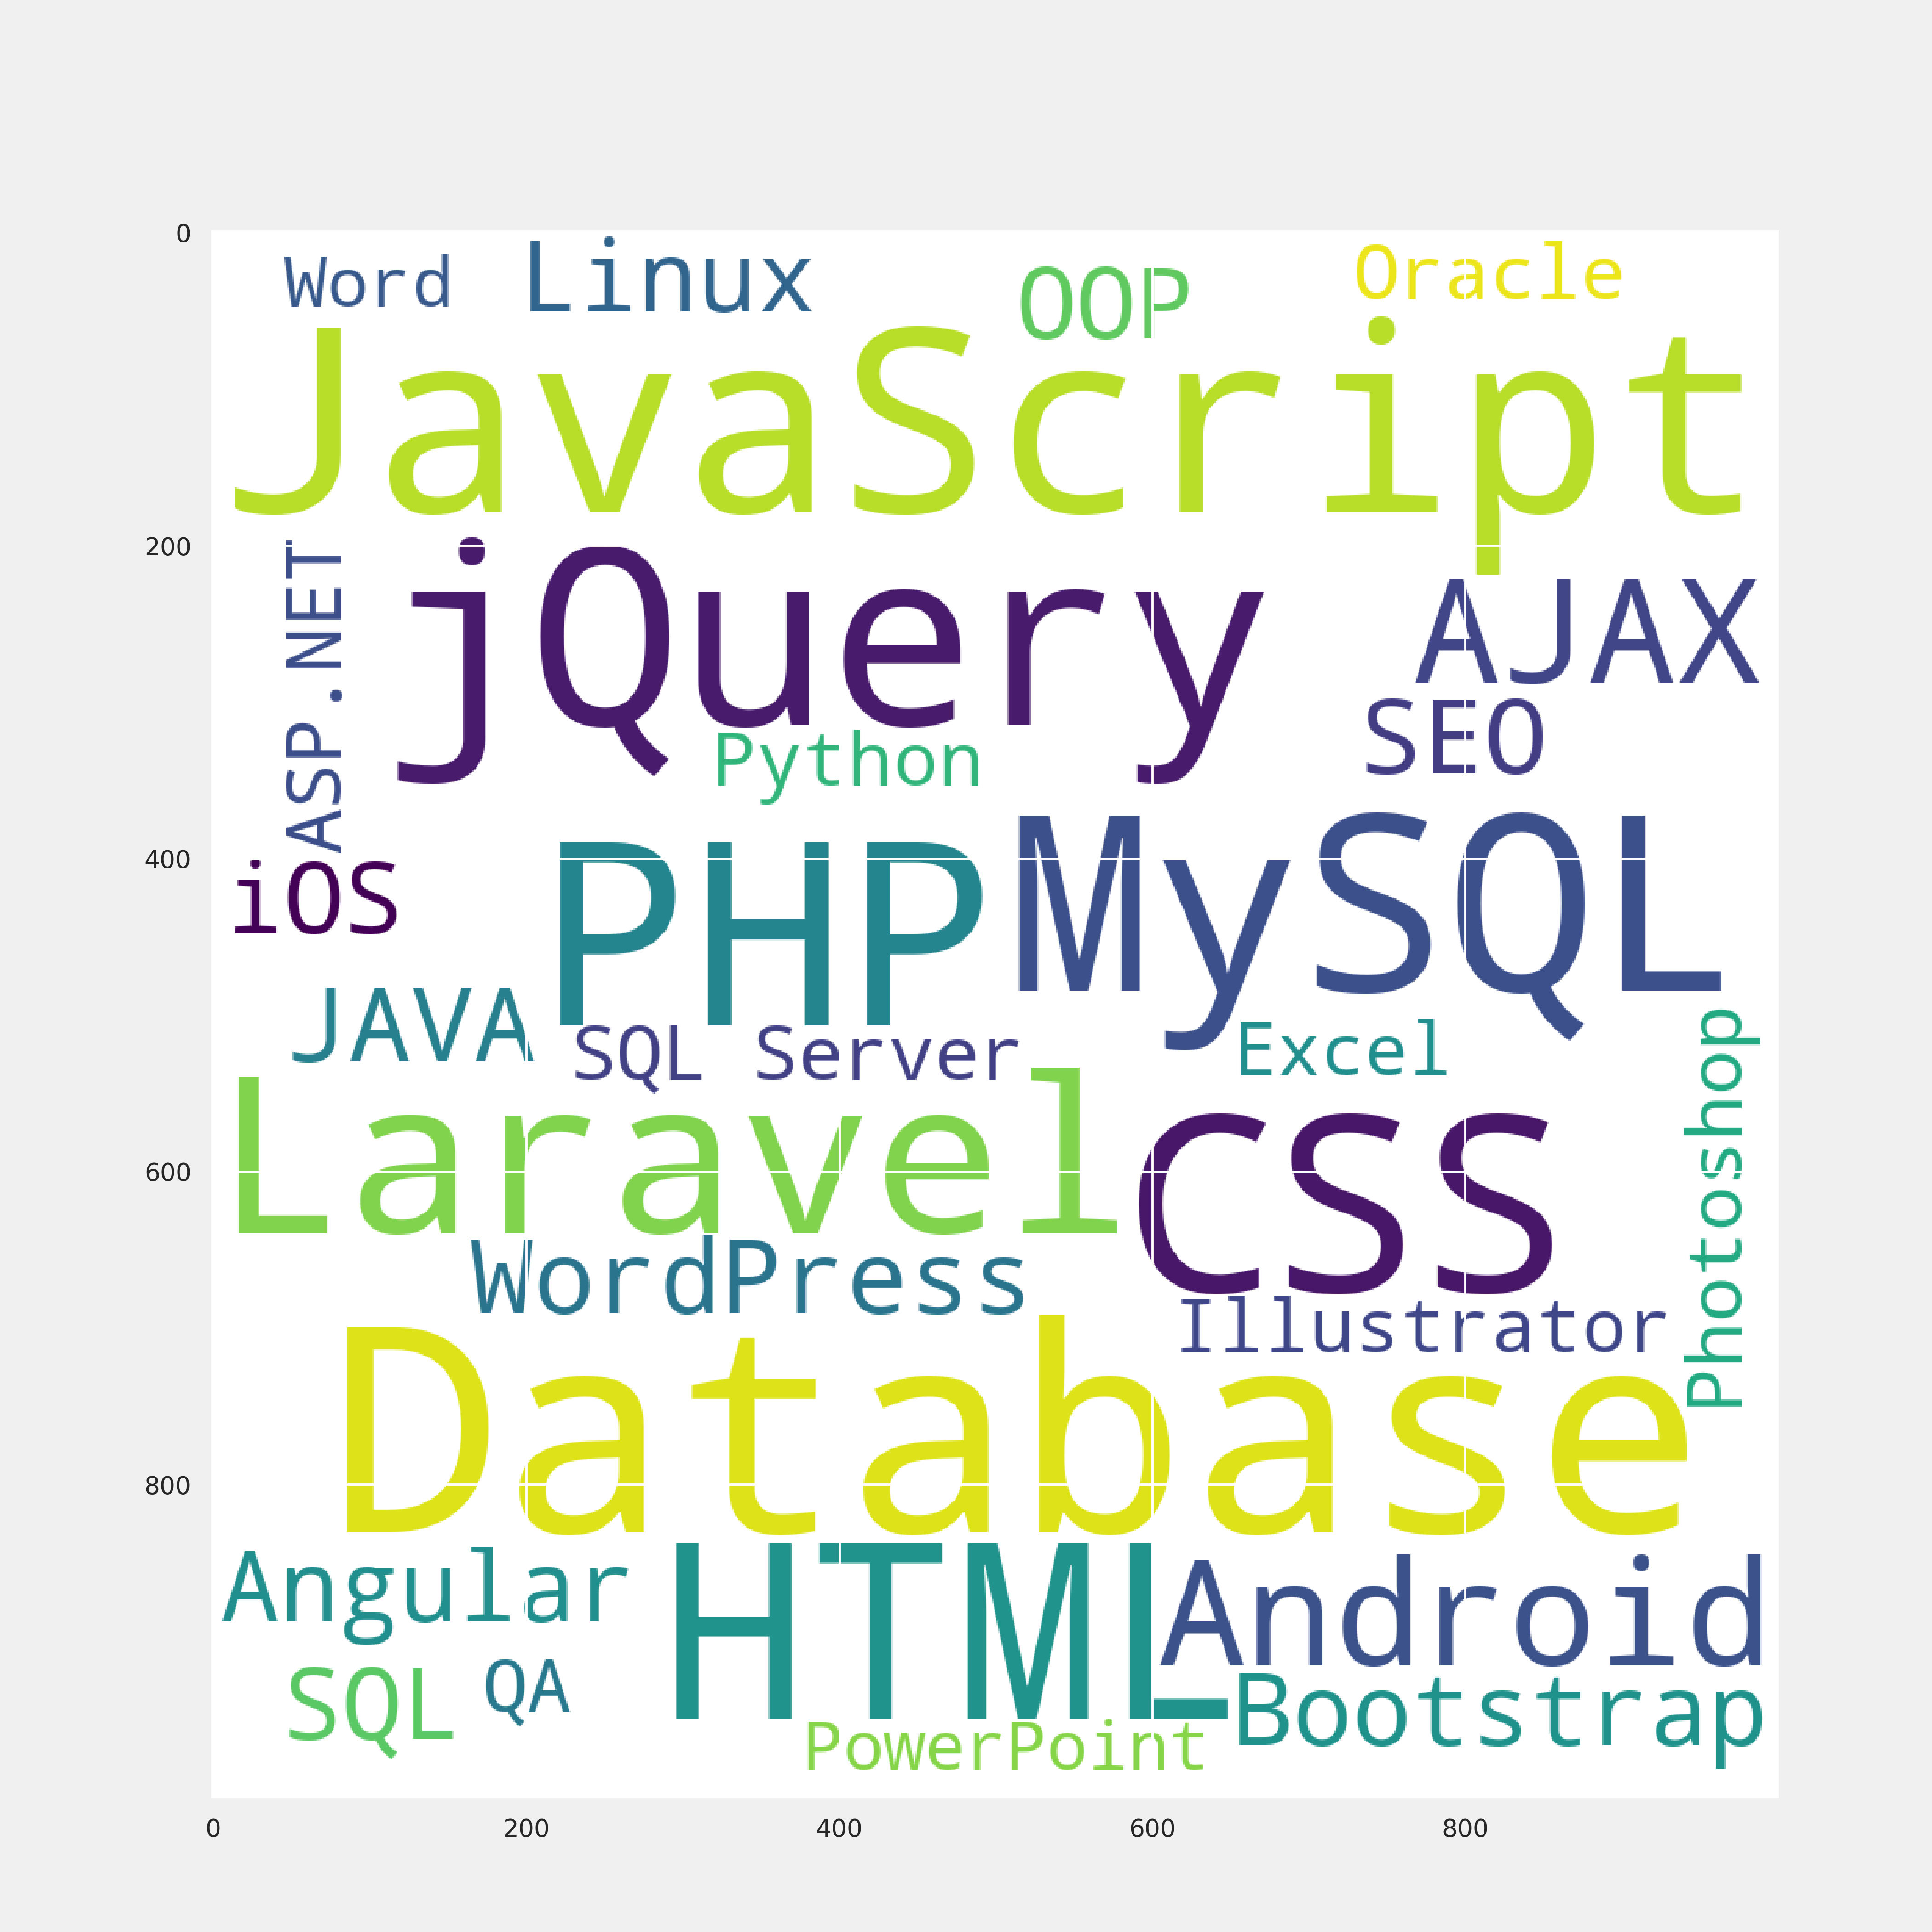 0
Word Linux OOP Oracle
JavaScript
200
ASP.NET jQuery AJAX
SEO
Python
400
iOS PHP MySQL
JAVA SQL Server Excel
Photoshop
Laravel CSS
600
WordPress Illustrator
Database
800
Angular HTML Android
SQL QA Bootstrap
PowerPoint
0 200 400 600 800